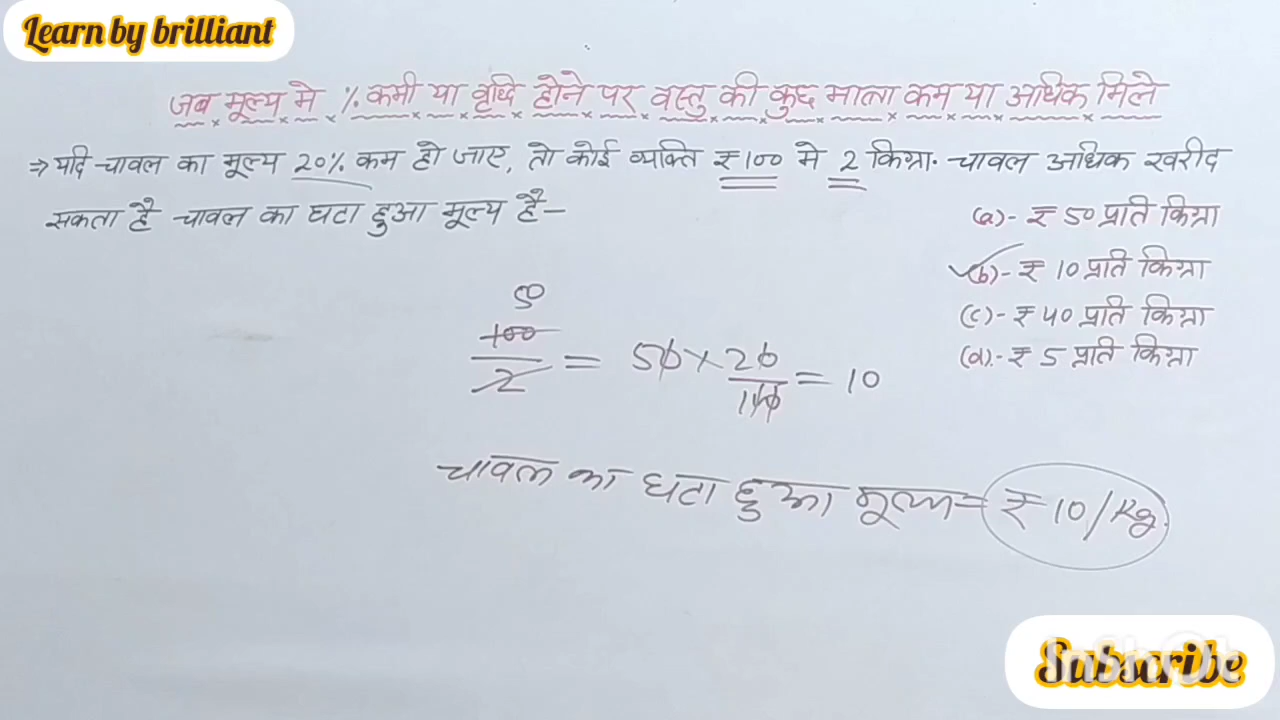 Learn by brilliant
जब मूल्य मे % कमी या वृध्दि होने पर वस्तु की कुछ मात्रा कम या अधिक मिले
⇒ यदि चावल का मूल्य 20% कम हो जाए, तो कोई व्यक्ति ₹100 मे 2 किग्रा. चावल अधिक खरीद
सकता है चावल का घटा हुआ मूल्य है-
(a)- ₹ 50 प्रति किग्रा
(b)- ₹ 10 प्रति किग्रा
(c)- ₹ 40 प्रति किग्रा
(d).- ₹ 5 प्रति किग्रा
50
100/2 = 50 × 20/100 = 10
चावल का घटा हुआ मूल्य = ₹ 10/Kg.
Subscribe